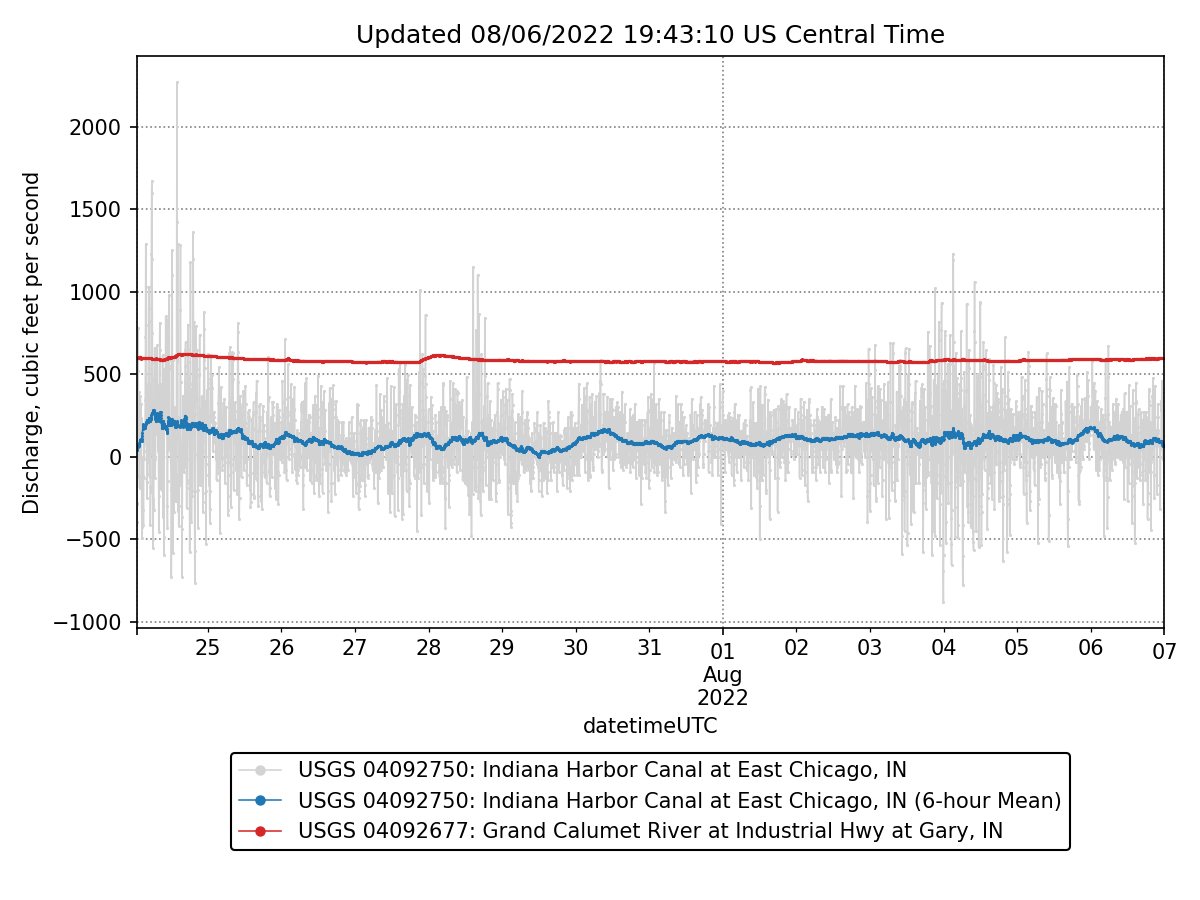 Updated 08/06/2022 19:43:10 US Central Time
Discharge, cubic feet per second
2000
1500
1000
500
0
−500
−1000
25 26 27 28 29 30 31 01 02 03 04 05 06 07
Aug
2022
datetimeUTC
USGS 04092750: Indiana Harbor Canal at East Chicago, IN
USGS 04092750: Indiana Harbor Canal at East Chicago, IN (6-hour Mean)
USGS 04092677: Grand Calumet River at Industrial Hwy at Gary, IN